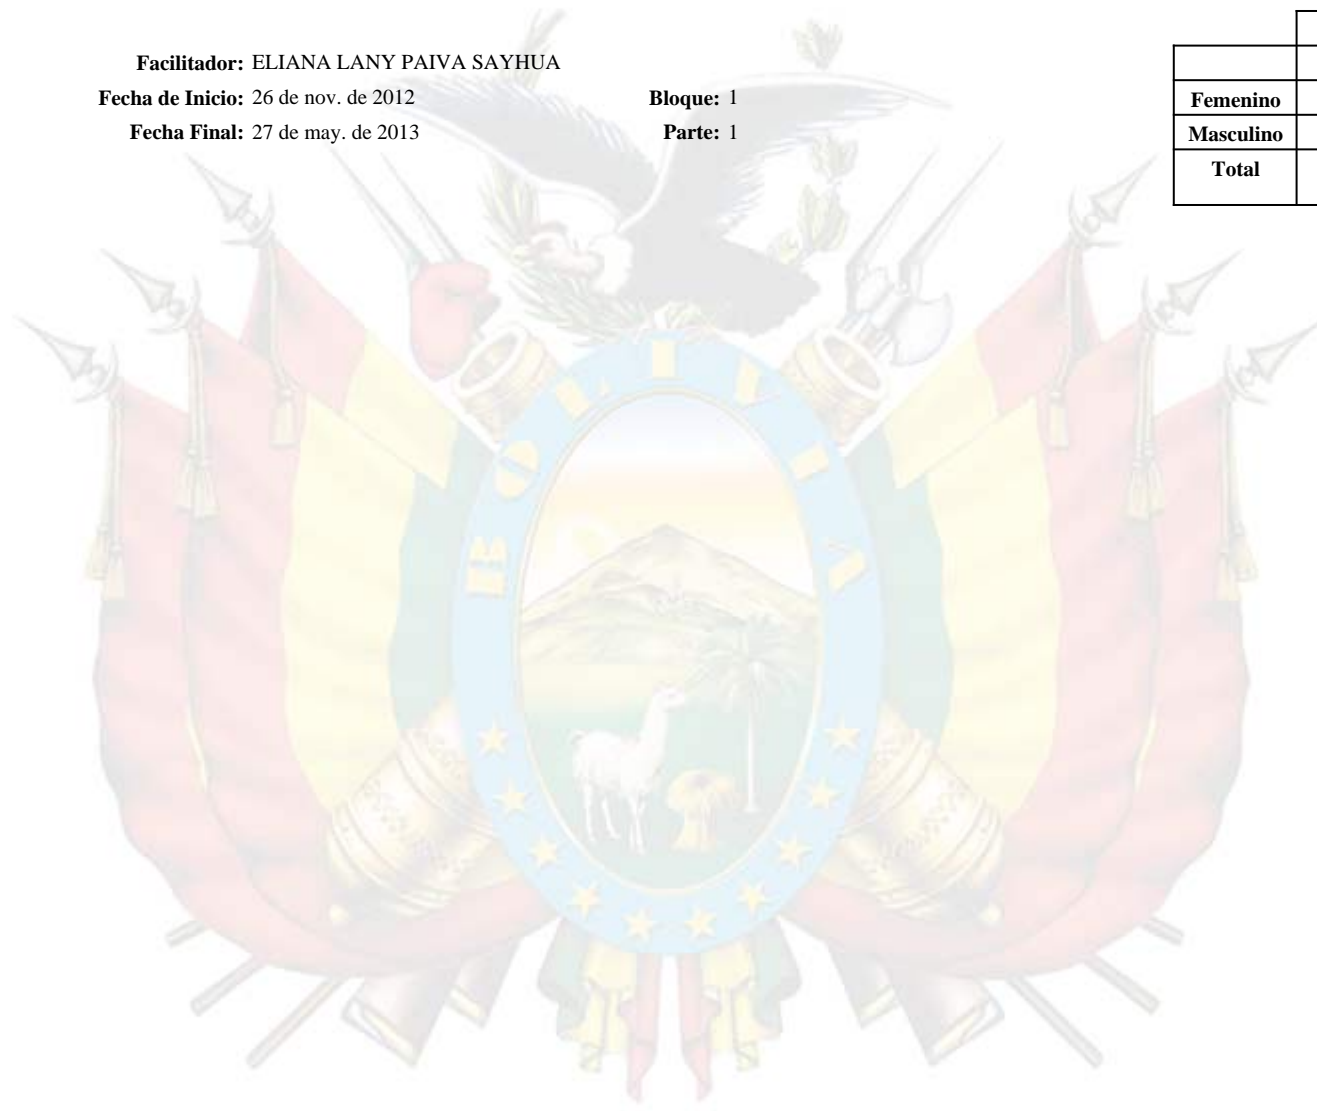 Facilitador: ELIANA LANY PAIVA SAYHUA
Fecha de Inicio: 26 de nov. de 2012 Bloque: 1
Fecha Final: 27 de may. de 2013 Parte: 1
Femenino
Masculino
Total
BOLIVIA